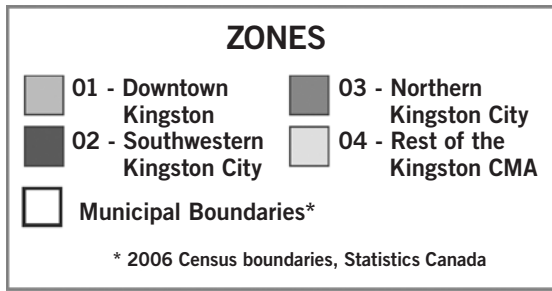 ZONES
01 - Downtown
Kingston
02 - Southwestern
Kingston City
03 - Northern
Kingston City
04 - Rest of the
Kingston CMA
Municipal Boundaries*
* 2006 Census boundaries, Statistics Canada